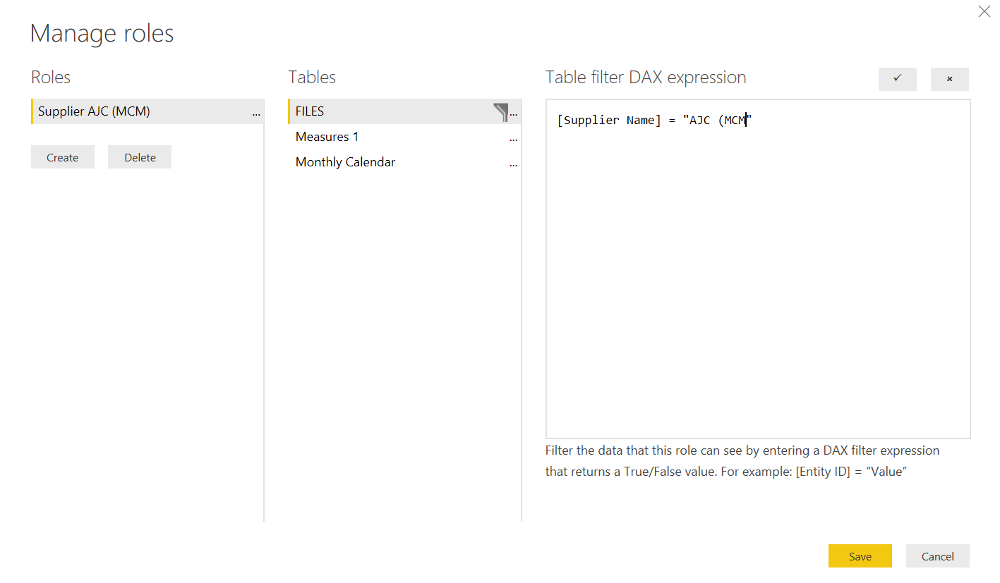 Manage roles
Roles
Supplier AJC (MCM)
...
Create
Delete
Tables
FILES
...
Measures 1
...
Monthly Calendar
...
Table filter DAX expression
[Supplier Name] = "AJC (MCM"
Filter the data that this role can see by entering a DAX filter expression
that returns a True/False value. For example: [Entity ID] = “Value”
Save
Cancel